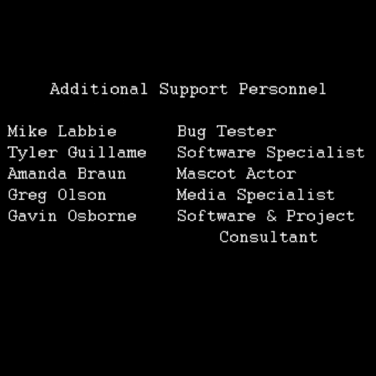 Additional Support Personnel
Mike Labbie Bug Tester
Tyler Guillame Software Specialist
Amanda Braun Mascot Actor
Greg Olson Media Specialist
Gavin Osborne Software & Project
Consultant